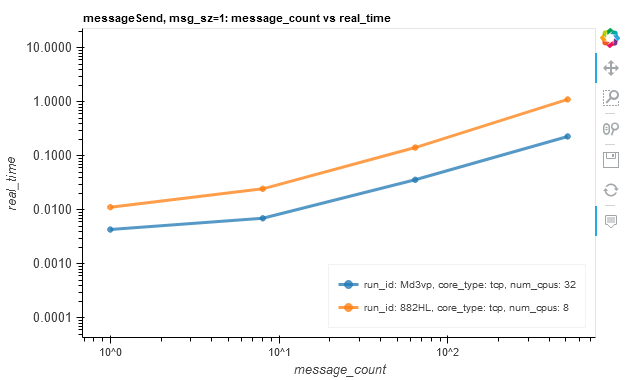 messageSend, msg_sz=1: message_count vs real_time
10.0000
1.0000
0.1000
0.0100
0.0010
0.0001
real_time
run_id: Md3vp, core_type: tcp, num_cpus: 32
run_id: 882HL, core_type: tcp, num_cpus: 8
10^0
10^1
10^2
message_count